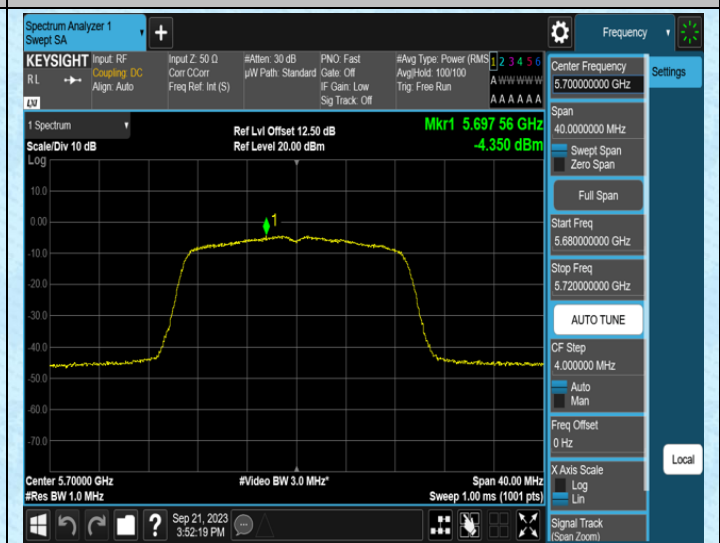 Spectrum Analyzer 1
Swept SA
+
Frequency
KEYSIGHT
RL
LXI
Input: RF
Coupling: DC
Align: Auto
Input Z: 50 Ω
Corr CCorr
Freq Ref: Int (S)
#Atten: 30 dB
µW Path: Standard
PNO: Fast
Gate: Off
IF Gain: Low
Sig Track: Off
#Avg Type: Power (RMS
Avg|Hold: 100/100
Trig: Free Run
1 2 3 4 5 6
A W W W W W
A A A A A A
1 Spectrum
Scale/Div 10 dB
Ref Lvl Offset 12.50 dB
Ref Level 20.00 dBm
Mkr1 5.697 56 GHz
-4.350 dBm
Log
10.0
0.00
-10.0
-20.0
-30.0
-40.0
-50.0
-60.0
-70.0
1
Center 5.70000 GHz
#Res BW 1.0 MHz
#Video BW 3.0 MHz*
Span 40.00 MHz
Sweep 1.00 ms (1001 pts)
Center Frequency
5.700000000 GHz
Settings
Span
40.0000000 MHz
Swept Span
Zero Span
Full Span
Start Freq
5.680000000 GHz
Stop Freq
5.720000000 GHz
AUTO TUNE
CF Step
4.000000 MHz
Auto
Man
Freq Offset
0 Hz
X Axis Scale
Log
Lin
Local
Signal Track
(Span Zoom)
?
Sep 21, 2023
3:52:19 PM